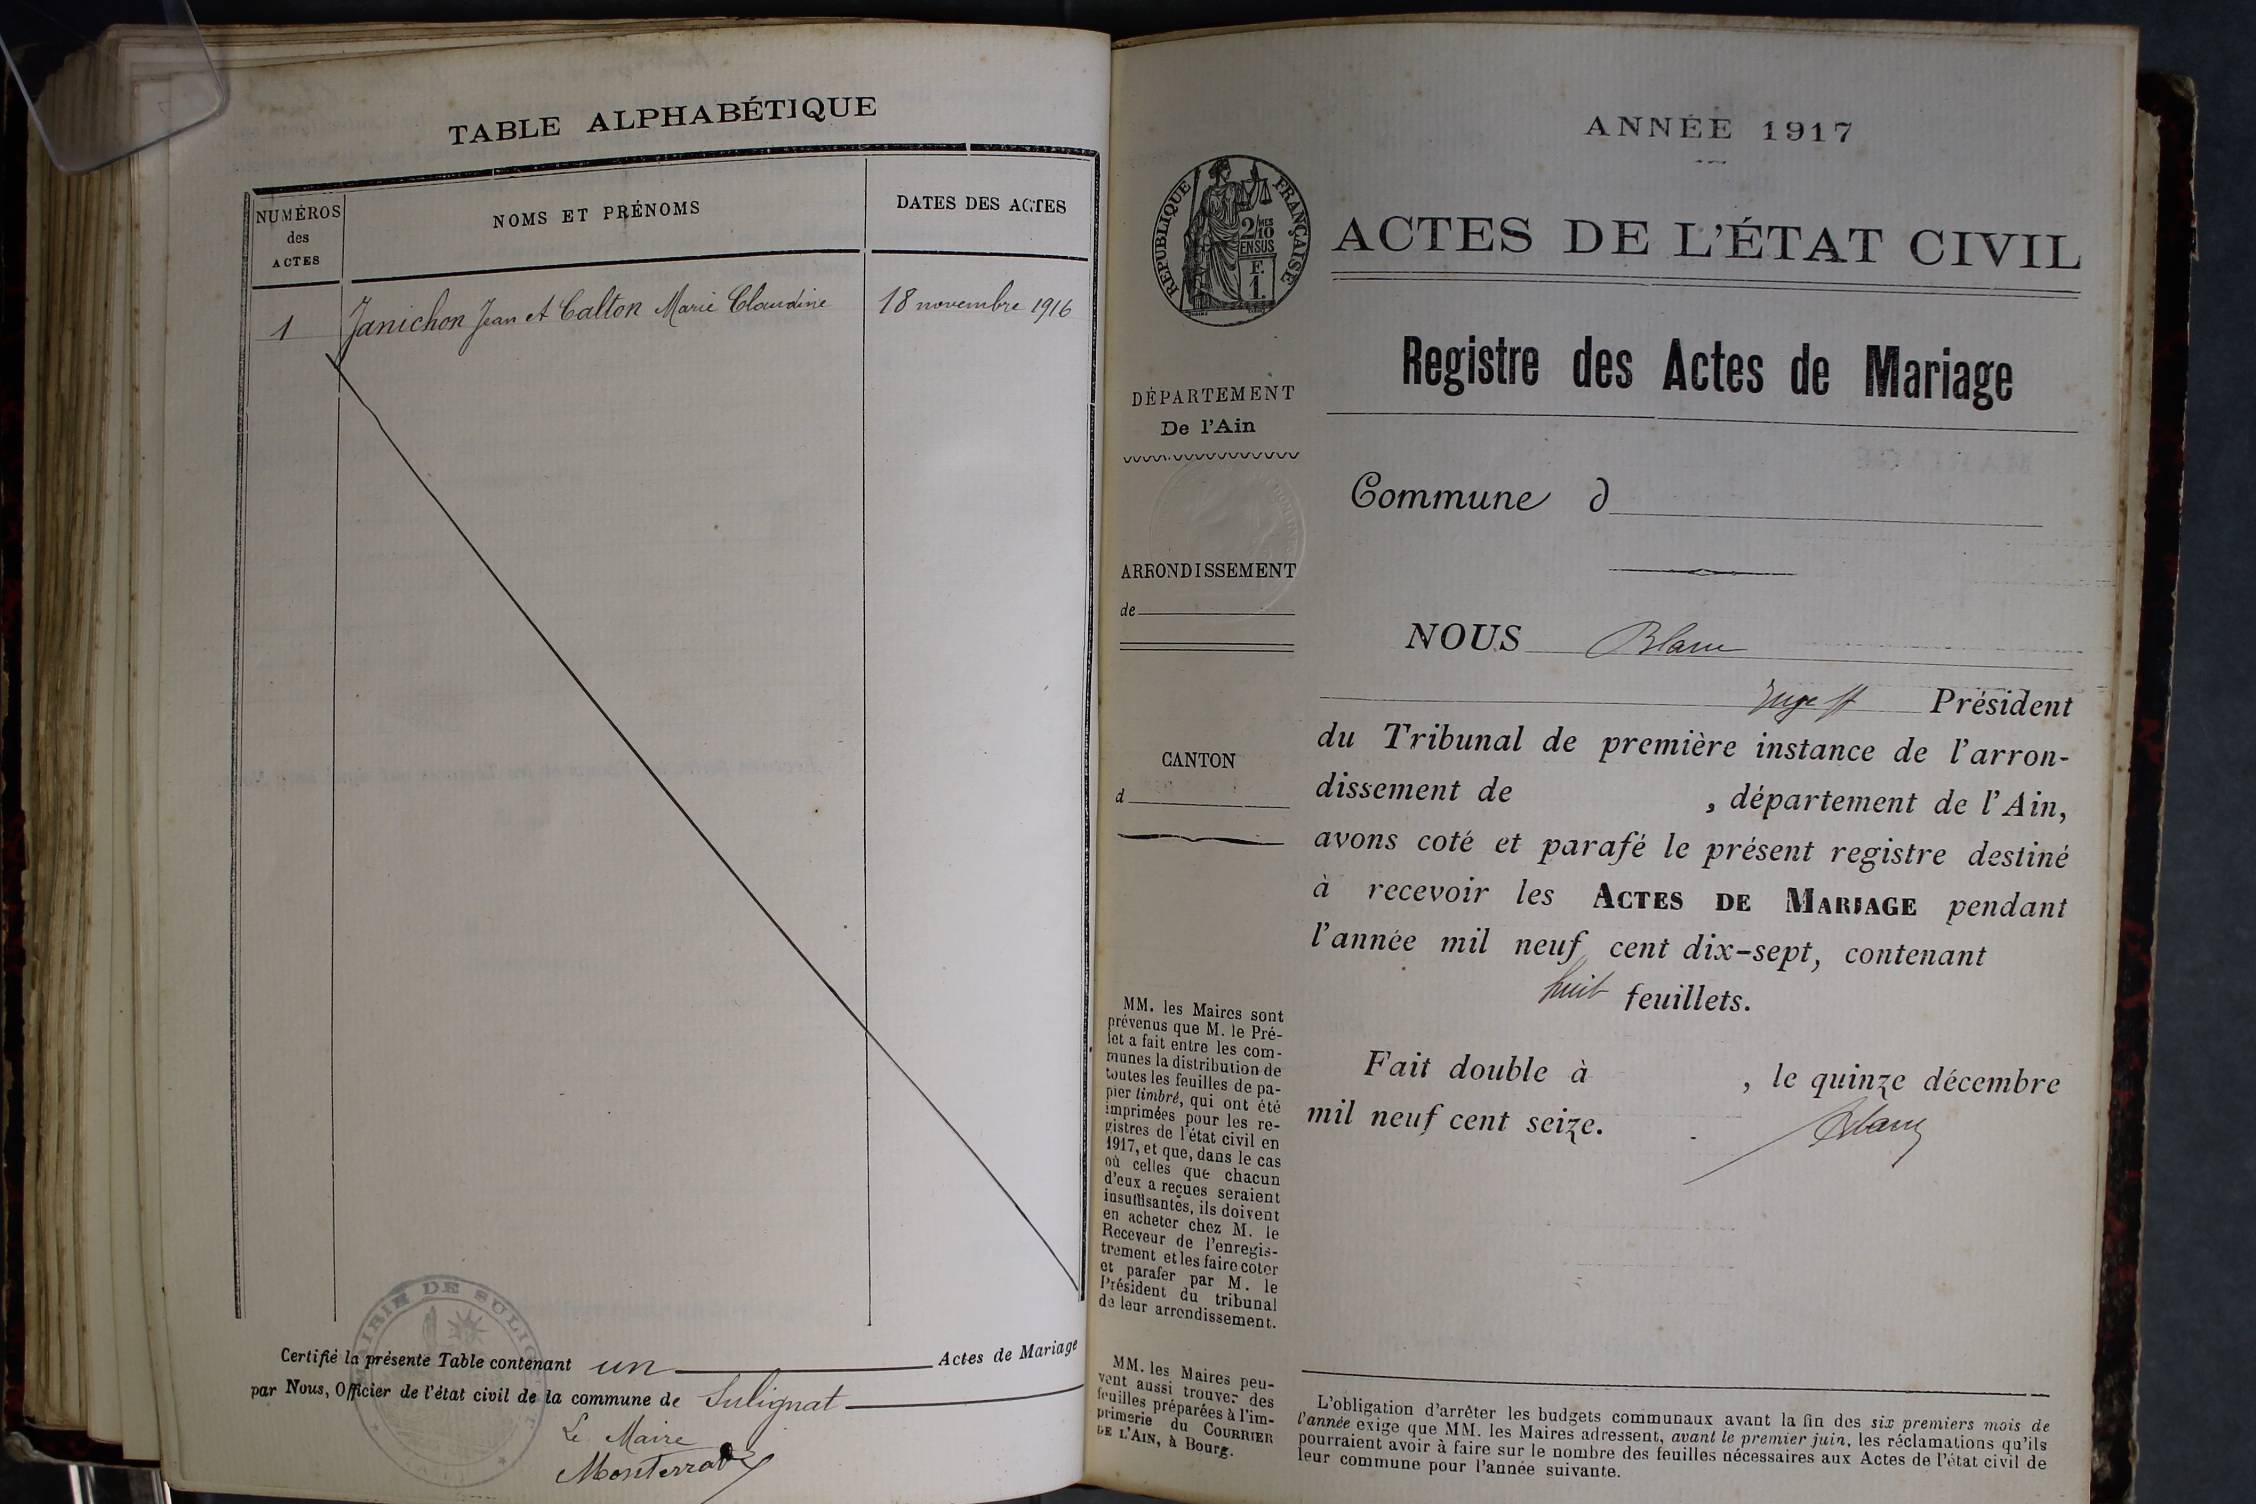 TABLE ALPHABÉTIQUE
NUMÉROS
des
ACTES
NOMS ET PRÉNOMS
DATES DES ACTES
1 Janichon Jean et Calton Marie Claudine 18 novembre 1916
MAIRIE DE SULIGNAT
Certifié la présente Table contenant un Actes de Mariage
par Nous, Officier de l'état civil de la commune de Sulignat
Le Maire
Monterrat
ANNÉE 1917
RÉPUBLIQUE FRANÇAISE
2/10 MES
EN SUS
F.
1.
ACTES DE L'ÉTAT CIVIL
Registre des Actes de Mariage
DÉPARTEMENT
De l'Ain
ARRONDISSEMENT
de
CANTON
d
MM. les Maires sont
prévenus que M. le Pré-
fet a fait entre les com-
munes la distribution de
toutes les feuilles de pa-
pier timbré, qui ont été
imprimées pour les re-
gistres de l'état civil en
1917, et que, dans le cas
où celles que chacun
d'eux a reçues seraient
insuffisantes, ils doivent
en acheter chez M. le
Receveur de l'enregis-
trement et les faire coter
et parafer par M. le
Président du tribunal
de leur arrondissement.
MM. les Maires peu-
vent aussi trouver des
feuilles préparées à l'im-
primerie du COURRIER
DE L'AIN, à Bourg.
Commune d
NOUS Blanc
Juge ff Président
du Tribunal de première instance de l'arron-
dissement de , département de l'Ain,
avons coté et parafé le présent registre destiné
à recevoir les ACTES DE MARIAGE pendant
l'année mil neuf cent dix-sept, contenant
huit feuillets.
Fait double à , le quinze décembre
mil neuf cent seize.
Blanc
L'obligation d'arrêter les budgets communaux avant la fin des six premiers mois de
l'année exige que MM. les Maires adressent, avant le premier juin, les réclamations qu'ils
pourraient avoir à faire sur le nombre des feuilles nécessaires aux Actes de l'état civil de
leur commune pour l'année suivante.